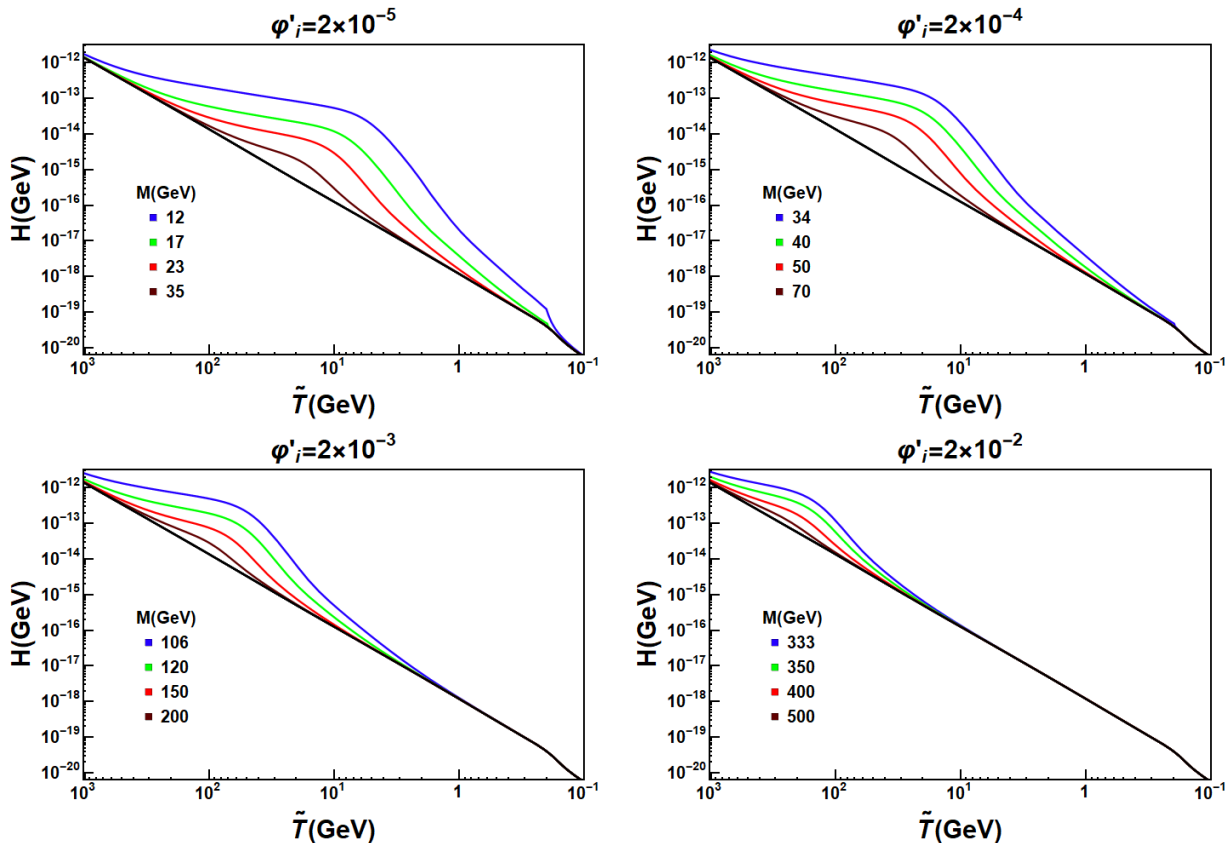 φ'ᵢ=2×10⁻⁵
H(GeV)
10⁻¹²
10⁻¹³
10⁻¹⁴
10⁻¹⁵
10⁻¹⁶
10⁻¹⁷
10⁻¹⁸
10⁻¹⁹
10⁻²⁰
M(GeV)
12
17
23
35
10³ 10² 10¹ 1 10⁻¹
T̃(GeV)
φ'ᵢ=2×10⁻⁴
H(GeV)
10⁻¹²
10⁻¹³
10⁻¹⁴
10⁻¹⁵
10⁻¹⁶
10⁻¹⁷
10⁻¹⁸
10⁻¹⁹
10⁻²⁰
M(GeV)
34
40
50
70
10³ 10² 10¹ 1 10⁻¹
T̃(GeV)
φ'ᵢ=2×10⁻³
H(GeV)
10⁻¹²
10⁻¹³
10⁻¹⁴
10⁻¹⁵
10⁻¹⁶
10⁻¹⁷
10⁻¹⁸
10⁻¹⁹
10⁻²⁰
M(GeV)
106
120
150
200
10³ 10² 10¹ 1 10⁻¹
T̃(GeV)
φ'ᵢ=2×10⁻²
H(GeV)
10⁻¹²
10⁻¹³
10⁻¹⁴
10⁻¹⁵
10⁻¹⁶
10⁻¹⁷
10⁻¹⁸
10⁻¹⁹
10⁻²⁰
M(GeV)
333
350
400
500
10³ 10² 10¹ 1 10⁻¹
T̃(GeV)